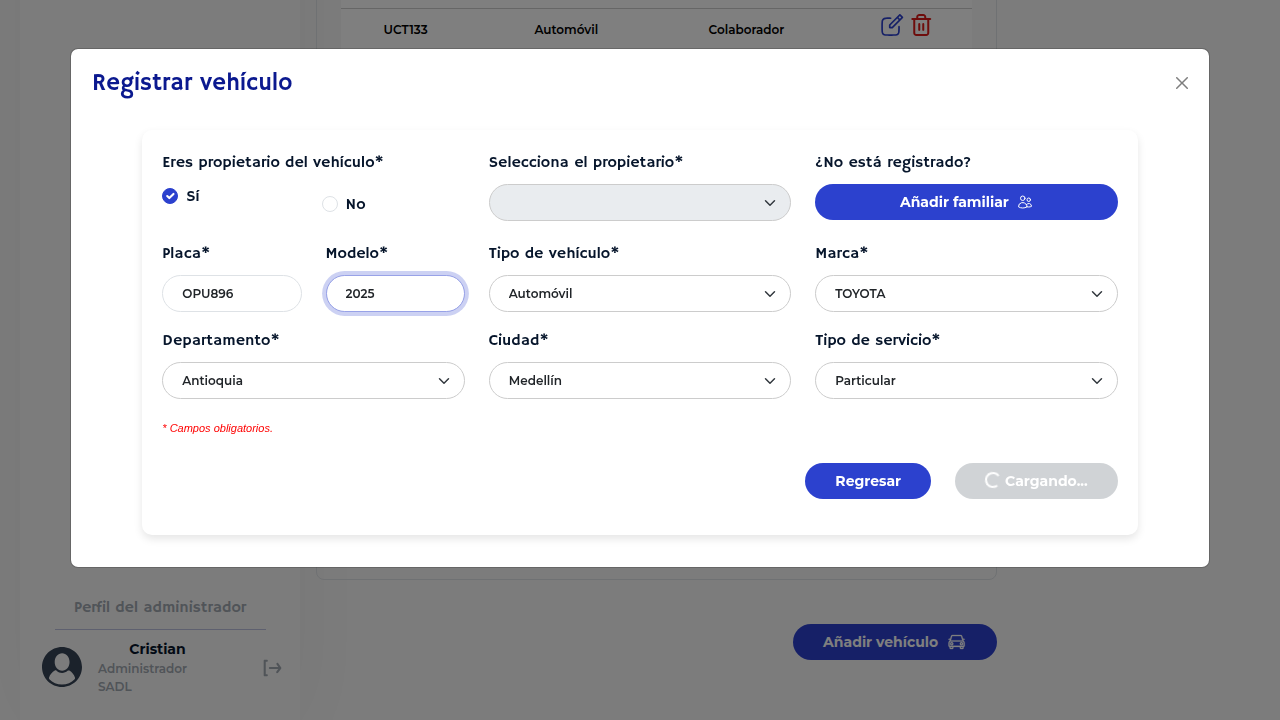 UCT133 Automóvil Colaborador
Registrar vehículo
Eres propietario del vehículo* Selecciona el propietario* ¿No está registrado?
Sí No Añadir familiar
Placa* Modelo* Tipo de vehículo* Marca*
OPU896 2025 Automóvil TOYOTA
Departamento* Ciudad* Tipo de servicio*
Antioquia Medellín Particular
* Campos obligatorios.
Regresar Cargando...
Perfil del administrador
Cristian
Administrador
SADL
Añadir vehículo